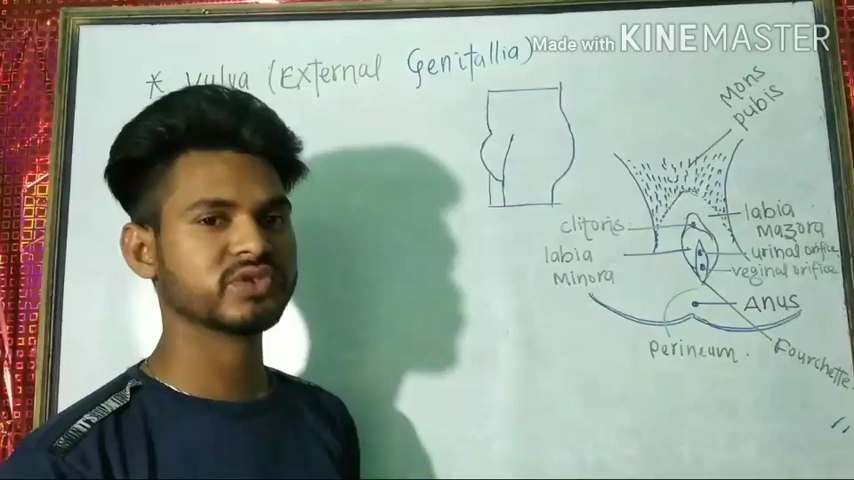 Made with KINEMASTER
* Vulva (External Genitallia)
Mons
pubis
clitoris
labia
Mazora
labia
Minora
urinal orifice
veginal orifice
Anus
Perineum.
Fourchette